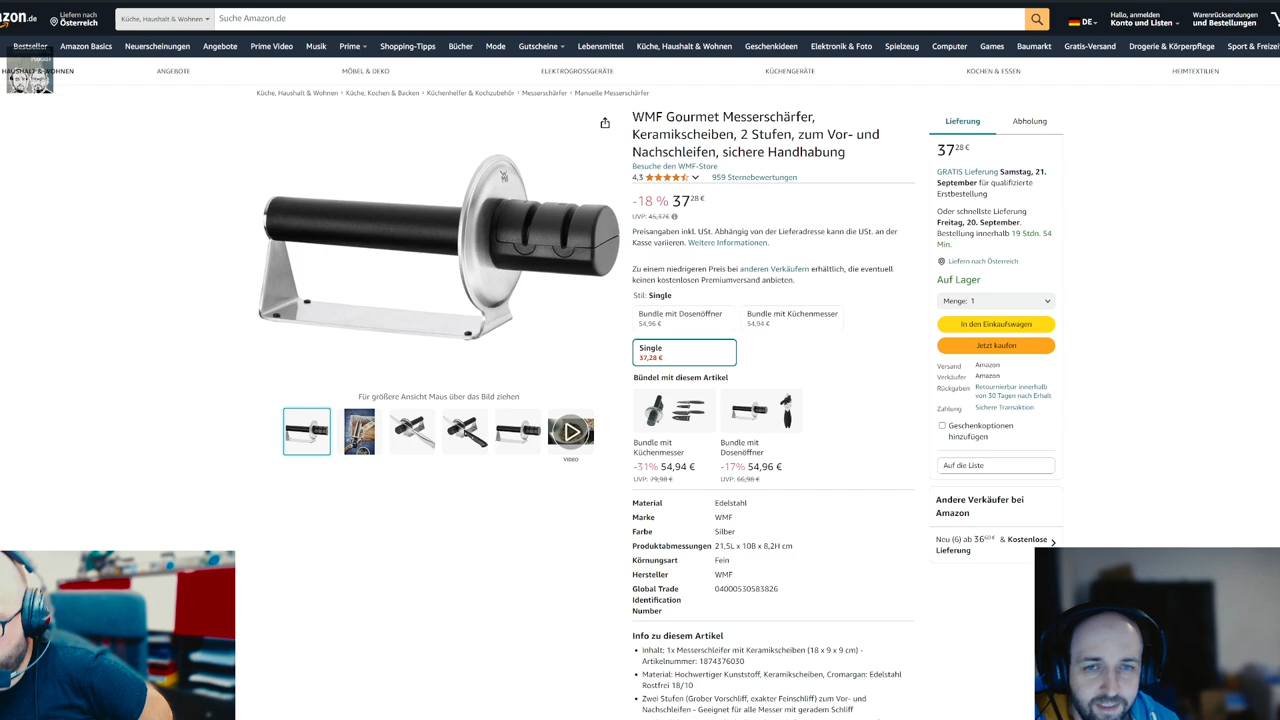 zon.de
Liefern nach
Österreich
Küche, Haushalt & Wohnen
Suche Amazon.de
DE
Hallo, anmelden
Konto und Listen
Warenrücksendungen
und Bestellungen
Bestseller
Amazon Basics
Neuerscheinungen
Angebote
Prime Video
Musik
Prime
Shopping-Tipps
Bücher
Mode
Gutscheine
Lebensmittel
Küche, Haushalt & Wohnen
Geschenkideen
Elektronik & Foto
Spielzeug
Computer
Games
Baumarkt
Gratis-Versand
Drogerie & Körperpflege
Sport & Freizei
HAUSHALT & WOHNEN
ANGEBOTE
MÖBEL & DEKO
ELEKTROGROSSGERÄTE
KÜCHENGERÄTE
KOCHEN & ESSEN
HEIMTEXTILIEN
Küche, Haushalt & Wohnen › Küche, Kochen & Backen › Küchenhelfer & Kochzubehör › Messerschärfer › Manuelle Messerschärfer
WMF
Für größere Ansicht Maus über das Bild ziehen
VIDEO
WMF Gourmet Messerschärfer,
Keramikscheiben, 2 Stufen, zum Vor- und
Nachschleifen, sichere Handhabung
Besuche den WMF-Store
4,3
959 Sternebewertungen
-18 % 37 28 €
UVP: 45,37€
Preisangaben inkl. USt. Abhängig von der Lieferadresse kann die USt. an der
Kasse variieren. Weitere Informationen.
Zu einem niedrigeren Preis bei anderen Verkäufern erhältlich, die eventuell
keinen kostenlosen Premiumversand anbieten.
Stil: Single
Bundle mit Dosenöffner
54,96 €
Bundle mit Küchenmesser
54,94 €
Single
37,28 €
Bündel mit diesem Artikel
Bundle mit
Küchenmesser
-31% 54,94 €
UVP: 79,98 €
Bundle mit
Dosenöffner
-17% 54,96 €
UVP: 66,98 €
Material Edelstahl
Marke WMF
Farbe Silber
Produktabmessungen 21,5L x 10B x 8,2H cm
Körnungsart Fein
Hersteller WMF
Global Trade
Identification
Number
04000530583826
Info zu diesem Artikel
• Inhalt: 1x Messerschleifer mit Keramikscheiben (18 x 9 x 9 cm) -
Artikelnummer: 1874376030
• Material: Hochwertiger Kunststoff, Keramikscheiben, Cromargan: Edelstahl
Rostfrei 18/10
• Zwei Stufen (Grober Vorschliff, exakter Feinschliff) zum Vor- und
Nachschleifen - Geeignet für alle Messer mit geradem Schliff
Lieferung
Abholung
37 28 €
GRATIS Lieferung Samstag, 21.
September für qualifizierte
Erstbestellung
Oder schnellste Lieferung
Freitag, 20. September.
Bestellung innerhalb 19 Stdn. 54
Min.
Liefern nach Österreich
Auf Lager
Menge: 1
In den Einkaufswagen
Jetzt kaufen
Versand Amazon
Verkäufer Amazon
Rückgaben Retournierbar innerhalb
von 30 Tagen nach Erhalt
Zahlung Sichere Transaktion
Geschenkoptionen
hinzufügen
Auf die Liste
Andere Verkäufer bei
Amazon
Neu (6) ab 36 60 € & Kostenlose
Lieferung